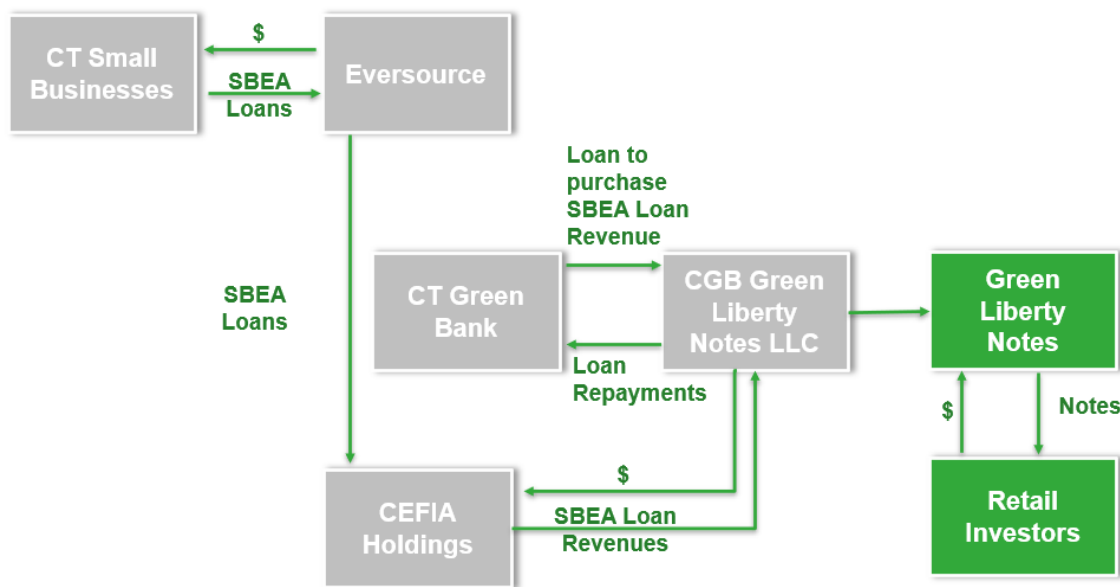 CT Small
Businesses
$
SBEA
Loans
Eversource
Loan to
purchase
SBEA Loan
Revenue
SBEA
Loans
CT Green
Bank
CGB Green
Liberty
Notes LLC
Green
Liberty
Notes
Loan
Repayments
$
Notes
$
CEFIA
Holdings
SBEA Loan
Revenues
Retail
Investors